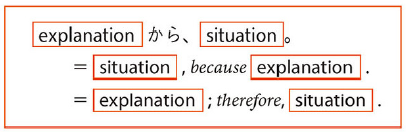 explanation から、 situation 。
= situation , because explanation .
= explanation ; therefore, situation .